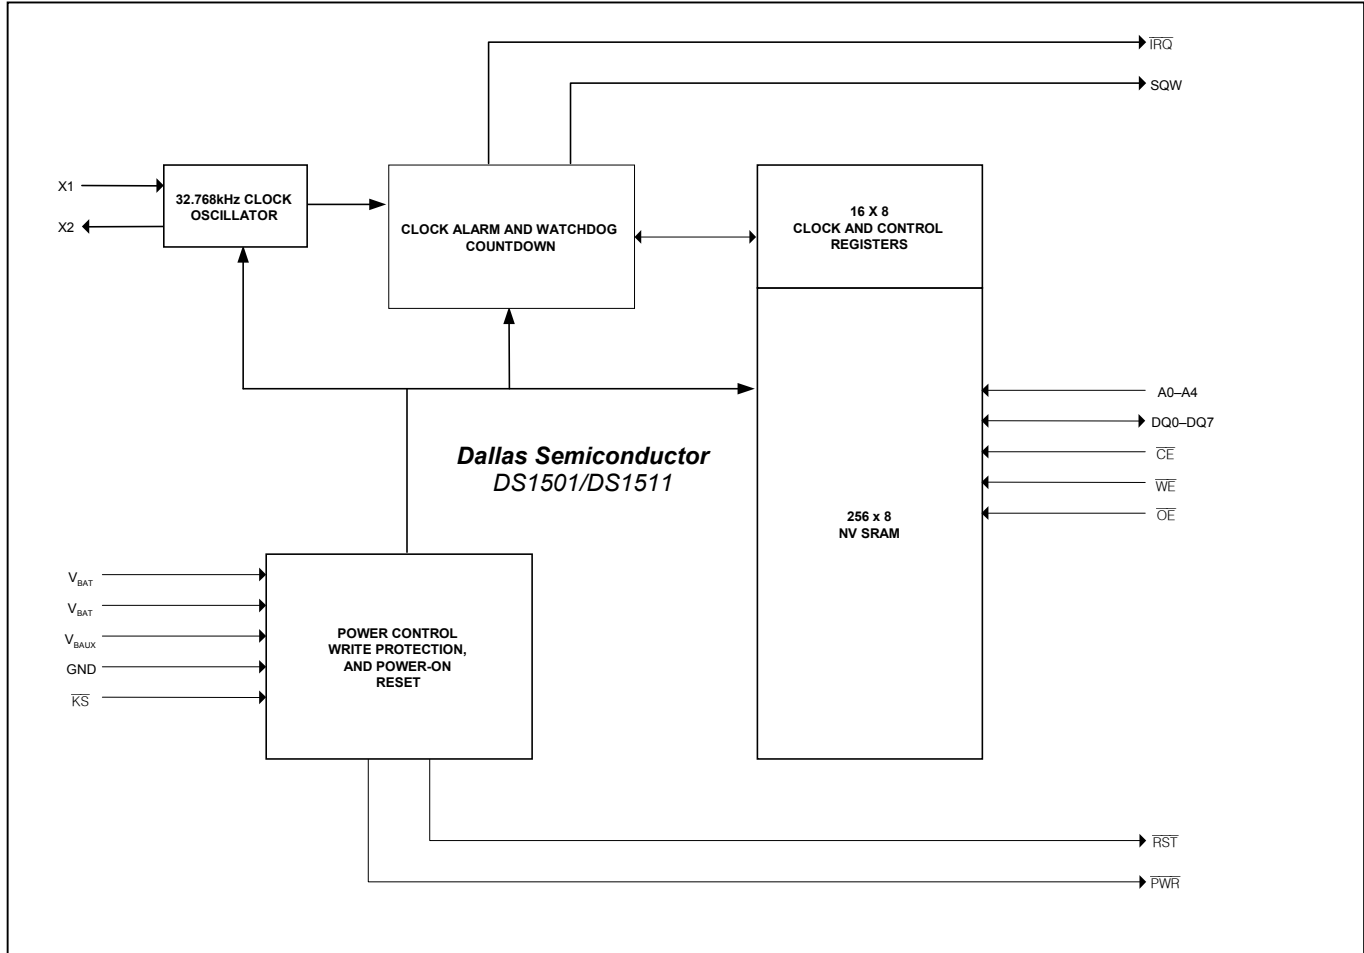 IRQ
SQW
X1
X2
32.768kHz CLOCK
OSCILLATOR
CLOCK ALARM AND WATCHDOG
COUNTDOWN
16 X 8
CLOCK AND CONTROL
REGISTERS
A0–A4
DQ0–DQ7
CE
WE
OE
Dallas Semiconductor
DS1501/DS1511
256 x 8
NV SRAM
VBAT
VBAT
VBAUX
GND
KS
POWER CONTROL
WRITE PROTECTION,
AND POWER-ON
RESET
RST
PWR